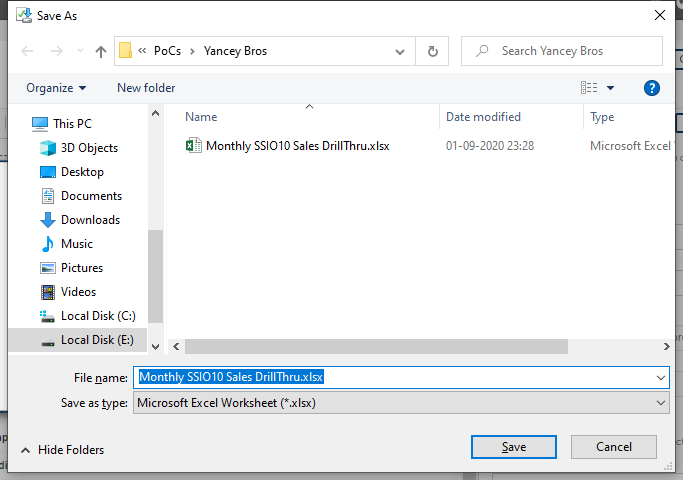 Save As
« PoCs > Yancey Bros
Search Yancey Bros
Organize
New folder
?
Name
Date modified
Type
This PC
3D Objects
Desktop
Documents
Downloads
Music
Pictures
Videos
Local Disk (C:)
Local Disk (E:)
Monthly SSIO10 Sales DrillThru.xlsx
01-09-2020 23:28
Microsoft Excel
File name:
Monthly SSIO10 Sales DrillThru.xlsx
Save as type:
Microsoft Excel Worksheet (*.xlsx)
Hide Folders
Save
Cancel